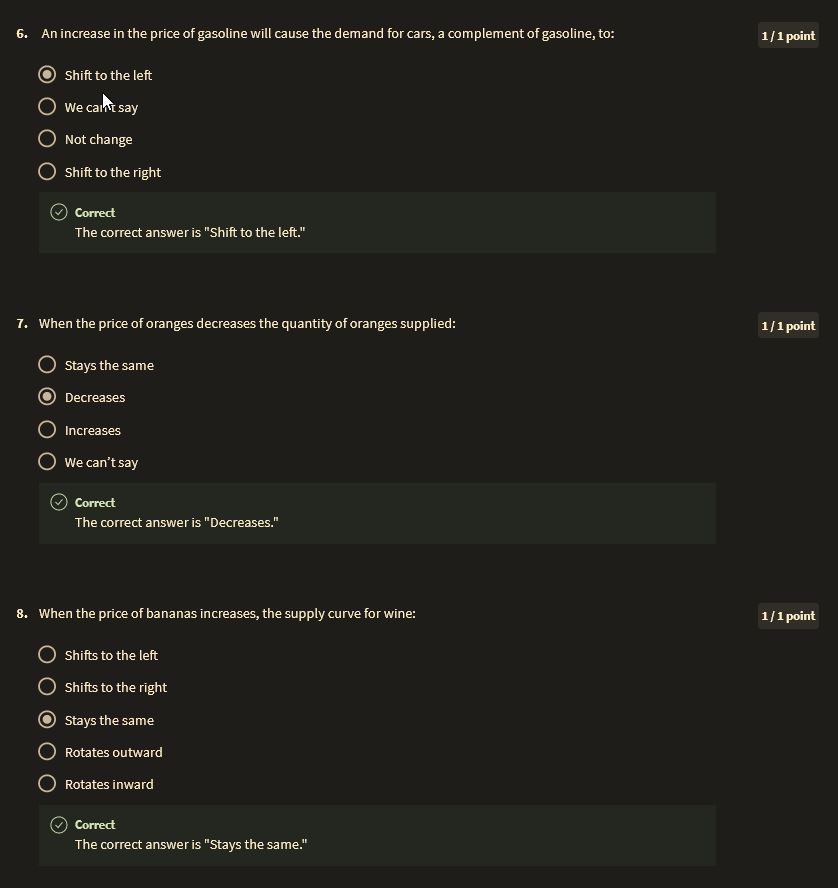 6. An increase in the price of gasoline will cause the demand for cars, a complement of gasoline, to:
1 / 1 point
Shift to the left
We can't say
Not change
Shift to the right
Correct
The correct answer is "Shift to the left."
7. When the price of oranges decreases the quantity of oranges supplied:
1 / 1 point
Stays the same
Decreases
Increases
We can’t say
Correct
The correct answer is "Decreases."
8. When the price of bananas increases, the supply curve for wine:
1 / 1 point
Shifts to the left
Shifts to the right
Stays the same
Rotates outward
Rotates inward
Correct
The correct answer is "Stays the same."